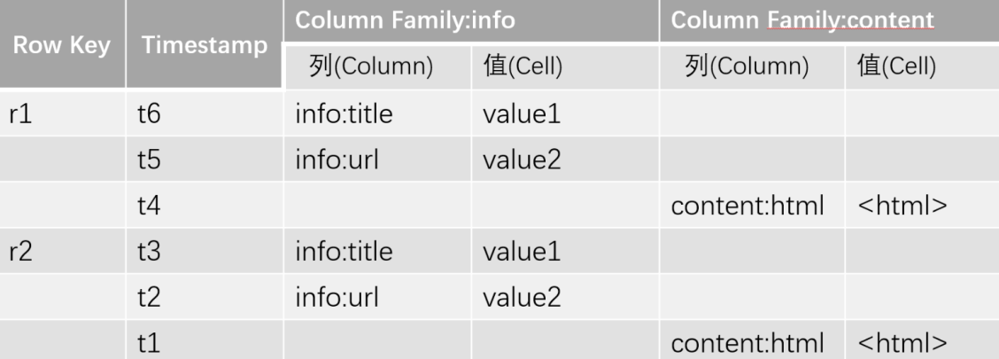 Row Key Timestamp Column Family:info Column Family:content
列(Column) 值(Cell) 列(Column) 值(Cell)
r1 t6 info:title value1
t5 info:url value2
t4 content:html <html>
r2 t3 info:title value1
t2 info:url value2
t1 content:html <html>